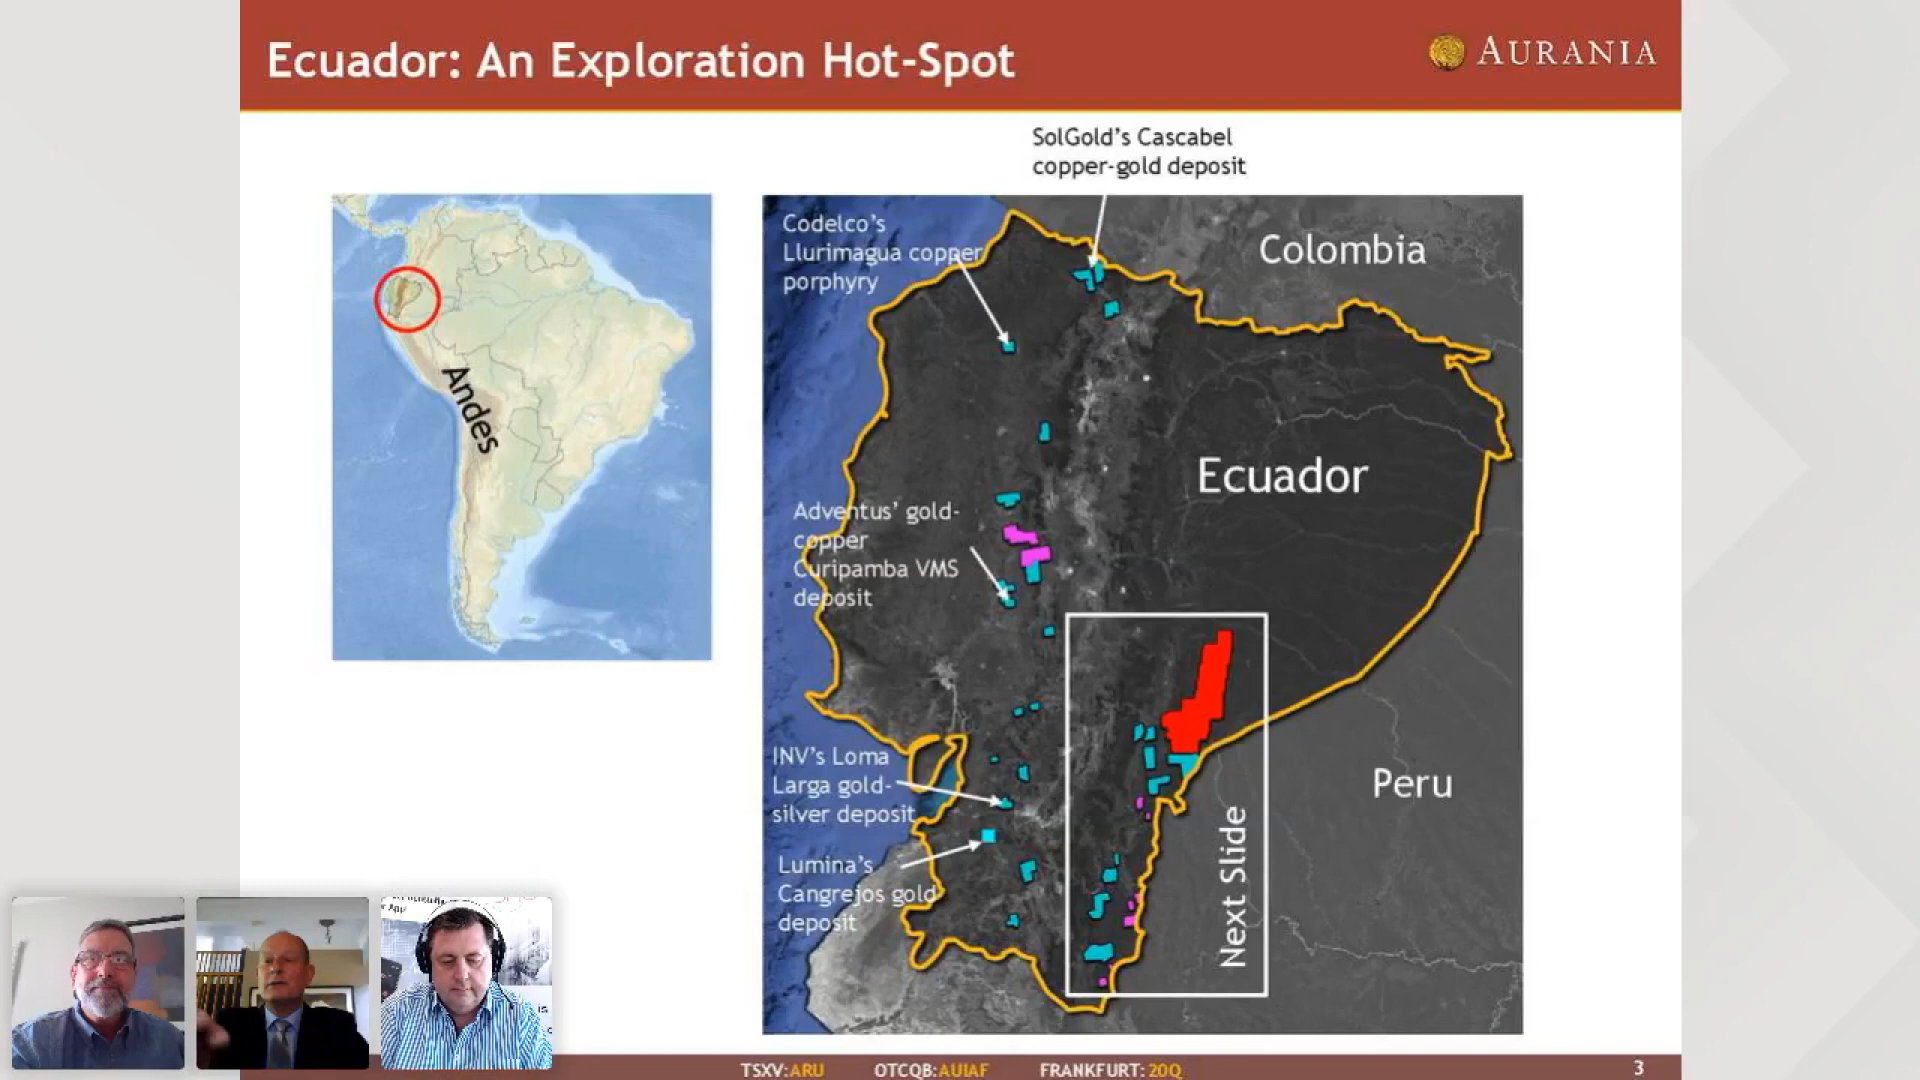 Ecuador: An Exploration Hot-Spot
AURANIA
SolGold's Cascabel
copper-gold deposit
Codelco's
Llurimagua copper
porphyry
Colombia
Andes
Ecuador
Adventus' gold-
copper
Curipamba VMS
deposit
INV's Loma
Larga gold-
silver deposit
Peru
Next Slide
Lumina's
Cangrejos gold
deposit
TSXV:ARU OTCQB:AUIAF FRANKFURT:20Q
3